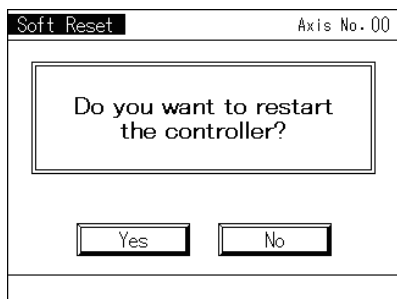 Soft Reset Axis No.00
Do you want to restart
the controller?
Yes No